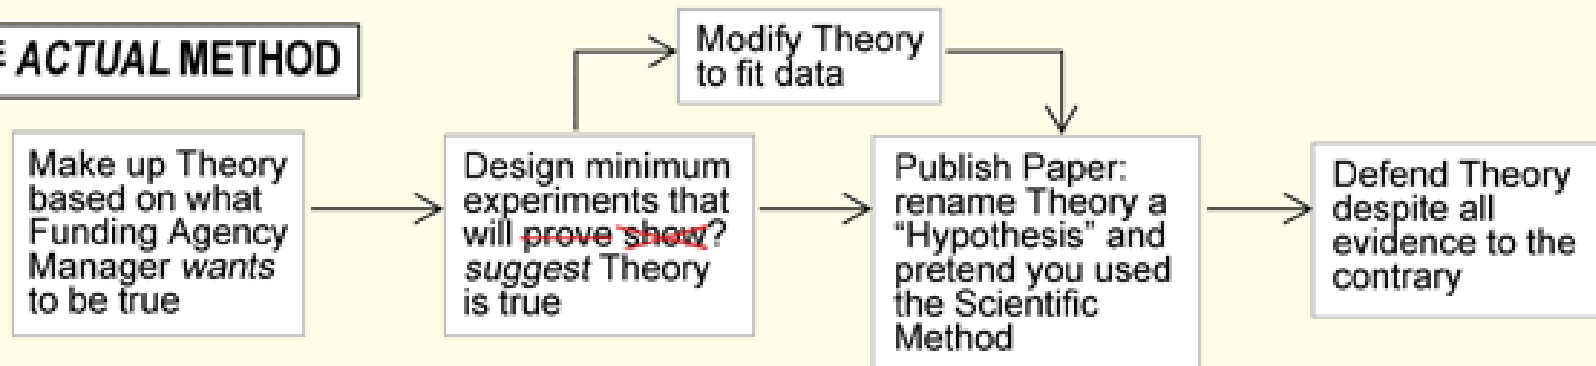 ACTUAL METHOD
Modify Theory
to fit data
Make up Theory
based on what
Funding Agency
Manager wants
to be true
Design minimum
experiments that
will prove show?
suggest Theory
is true
Publish Paper:
rename Theory a
“Hypothesis” and
pretend you used
the Scientific
Method
Defend Theory
despite all
evidence to the
contrary